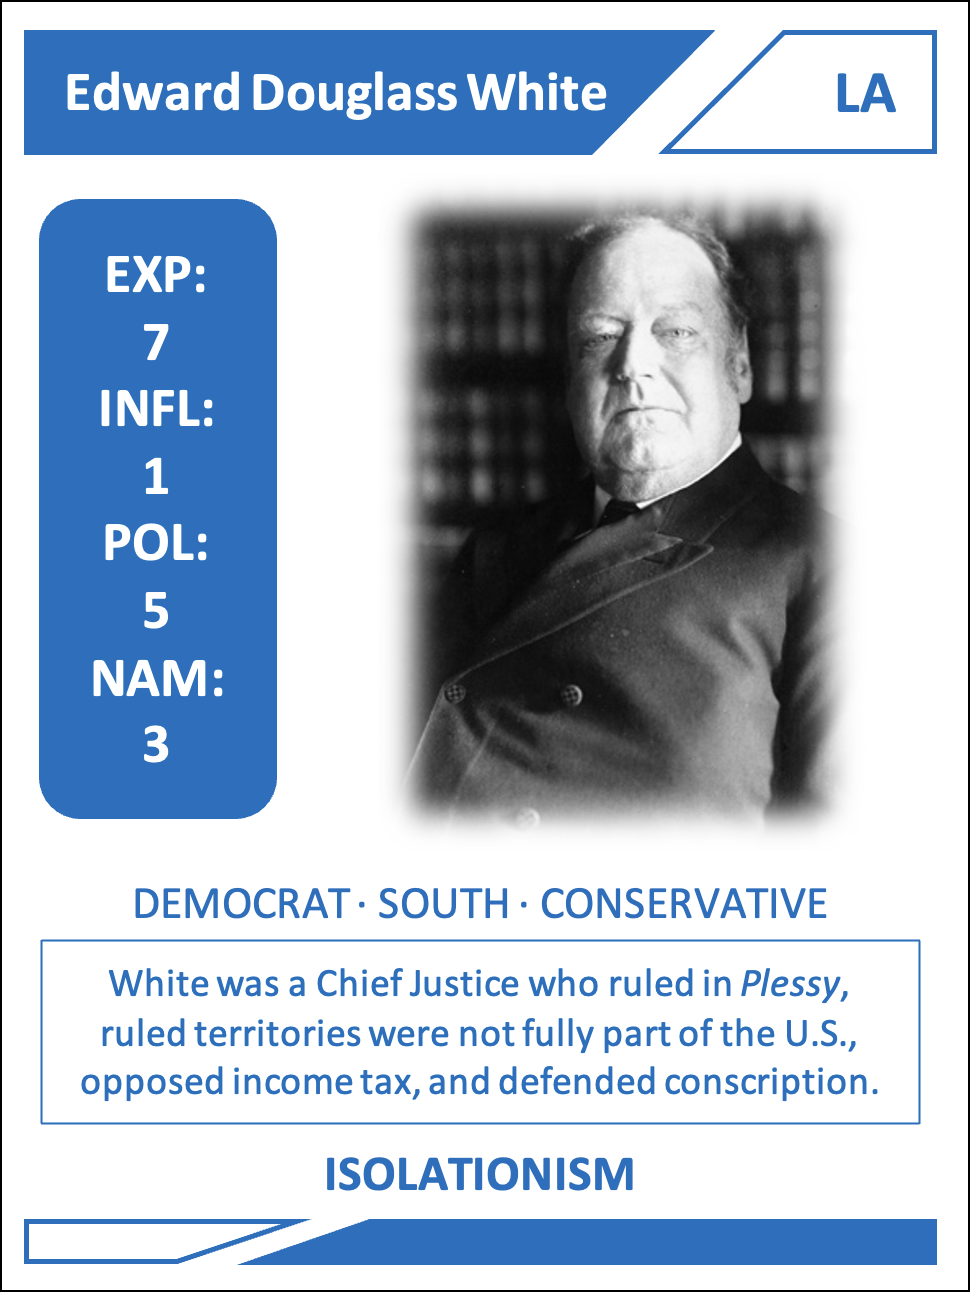 Edward Douglass White
LA
EXP:
7
INFL:
1
POL:
5
NAM:
3
DEMOCRAT · SOUTH · CONSERVATIVE
White was a Chief Justice who ruled in Plessy,
ruled territories were not fully part of the U.S.,
opposed income tax, and defended conscription.
ISOLATIONISM